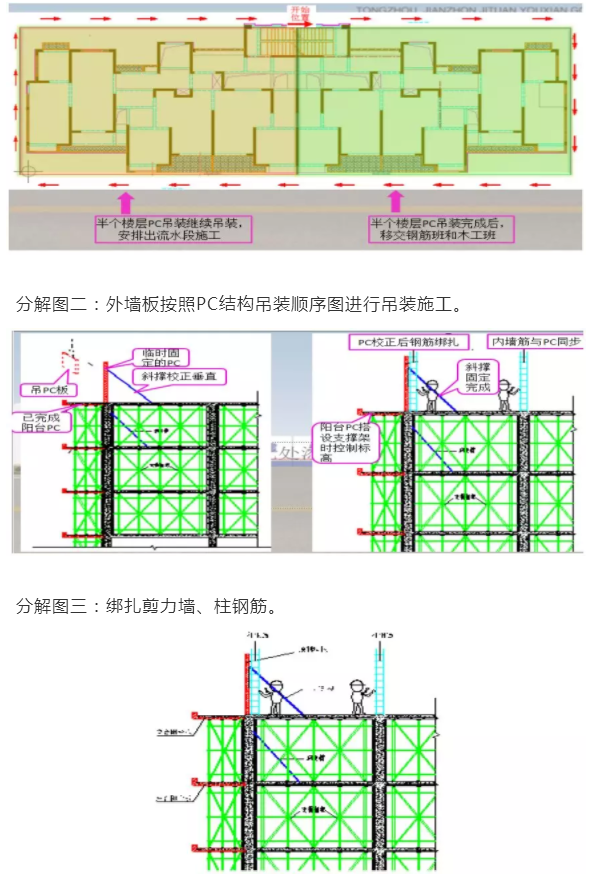 TONGZHOU JIANZHON JITUAN YOUXIAN GO
开始
位置
半个楼层PC吊装继续吊装，
安排出流水段施工
半个楼层PC吊装完成后，
移交钢筋班和木工班
分解图二：外墙板按照PC结构吊装顺序图进行吊装施工。
临时固
定的PC
斜撑校正垂直
吊PC板
已完成
阳台PC
PC校正后钢筋绑扎
内墙筋与PC同步
斜撑
固定
完成
阳台PC搭
设支撑架
时控制标
高
分解图三：绑扎剪力墙、柱钢筋。